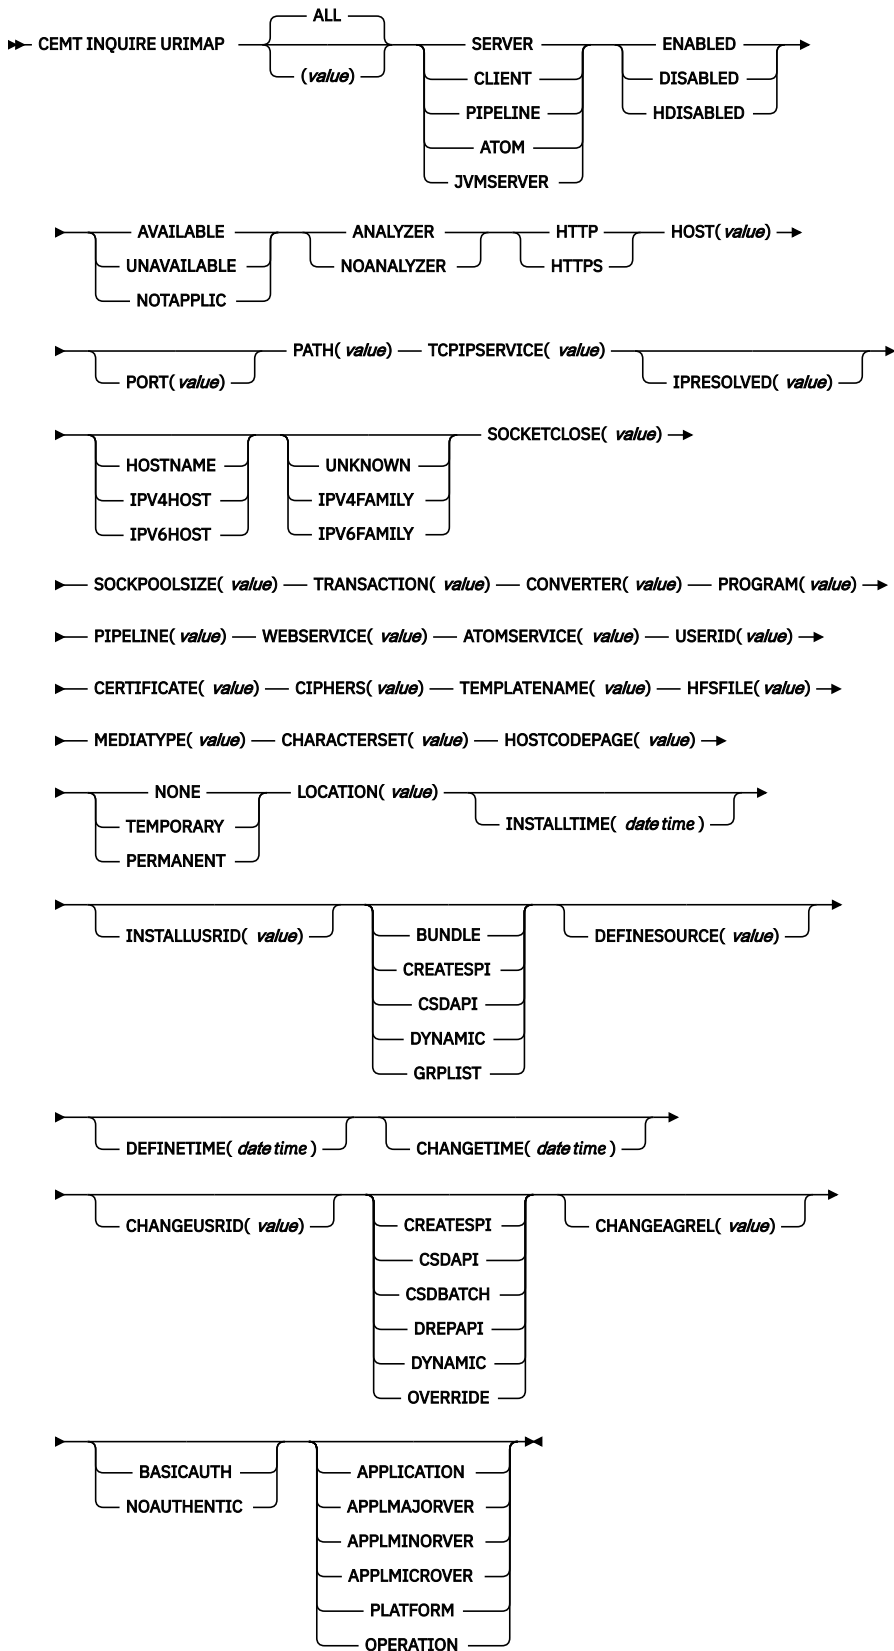 ALL
CEMT INQUIRE URIMAP SERVER ENABLED
(value) CLIENT DISABLED
PIPELINE HDISABLED
ATOM
JVMSERVER
AVAILABLE ANALYZER HTTP HOST(value)
UNAVAILABLE NOANALYZER HTTPS
NOTAPPLIC
PATH(value) TCPIPSERVICE(value)
PORT(value) IPRESOLVED(value)
SOCKETCLOSE(value)
HOSTNAME UNKNOWN
IPV4HOST IPV4FAMILY
IPV6HOST IPV6FAMILY
SOCKPOOLSIZE(value) TRANSACTION(value) CONVERTER(value) PROGRAM(value)
PIPELINE(value) WEBSERVICE(value) ATOMSERVICE(value) USERID(value)
CERTIFICATE(value) CIPHERS(value) TEMPLATENAME(value) HFSFILE(value)
MEDIATYPE(value) CHARACTERSET(value) HOSTCODEPAGE(value)
NONE LOCATION(value)
TEMPORARY INSTALLTIME(date time)
PERMANENT
INSTALLUSRID(value) BUNDLE DEFINESOURCE(value)
CREATESPI
CSDAPI
DYNAMIC
GRPLIST
DEFINETIME(date time) CHANGETIME(date time)
CHANGEUSRID(value) CREATESPI CHANGEAGREL(value)
CSDAPI
CSDBATCH
DREPAPI
DYNAMIC
OVERRIDE
BASICAUTH APPLICATION
NOAUTHENTIC APPLMAJORVER
APPLMINORVER
APPLMICROVER
PLATFORM
OPERATION